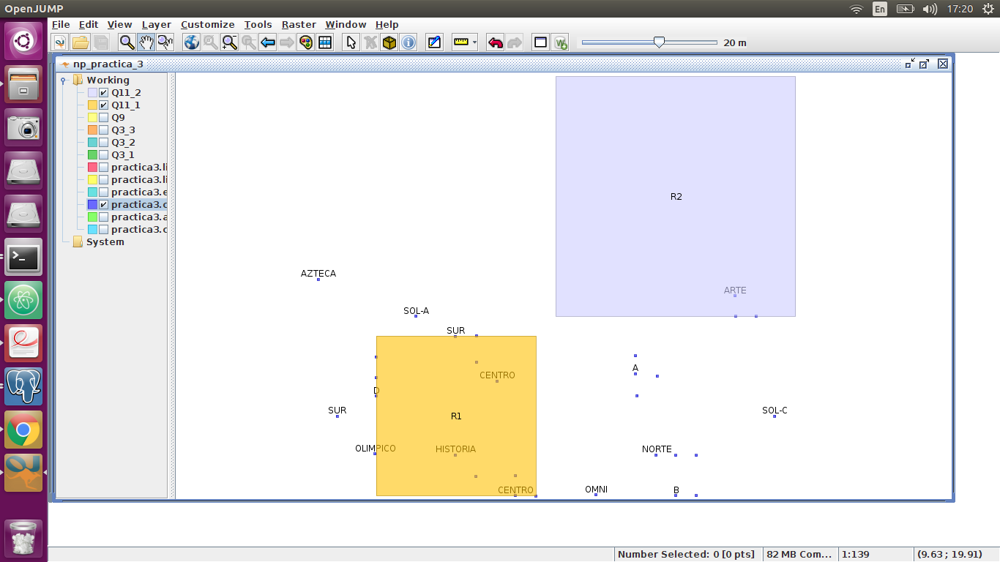 OpenJUMP
En
17:20
File Edit View Layer Customize Tools Raster Window Help
20 m
np_practica_3
Working
Q11_2
Q11_1
Q9
Q3_3
Q3_2
Q3_1
practica3.li
practica3.li
practica3.e
practica3.c
practica3.a
practica3.c
System
R2
AZTECA
ARTE
SOL-A
SUR
A
CENTRO
D
SUR
R1
SOL-C
OLIMPICO
HISTORIA
NORTE
CENTRO
OMNI
B
Number Selected: 0 [0 pts]
82 MB Com...
1:139
(9.63 ; 19.91)